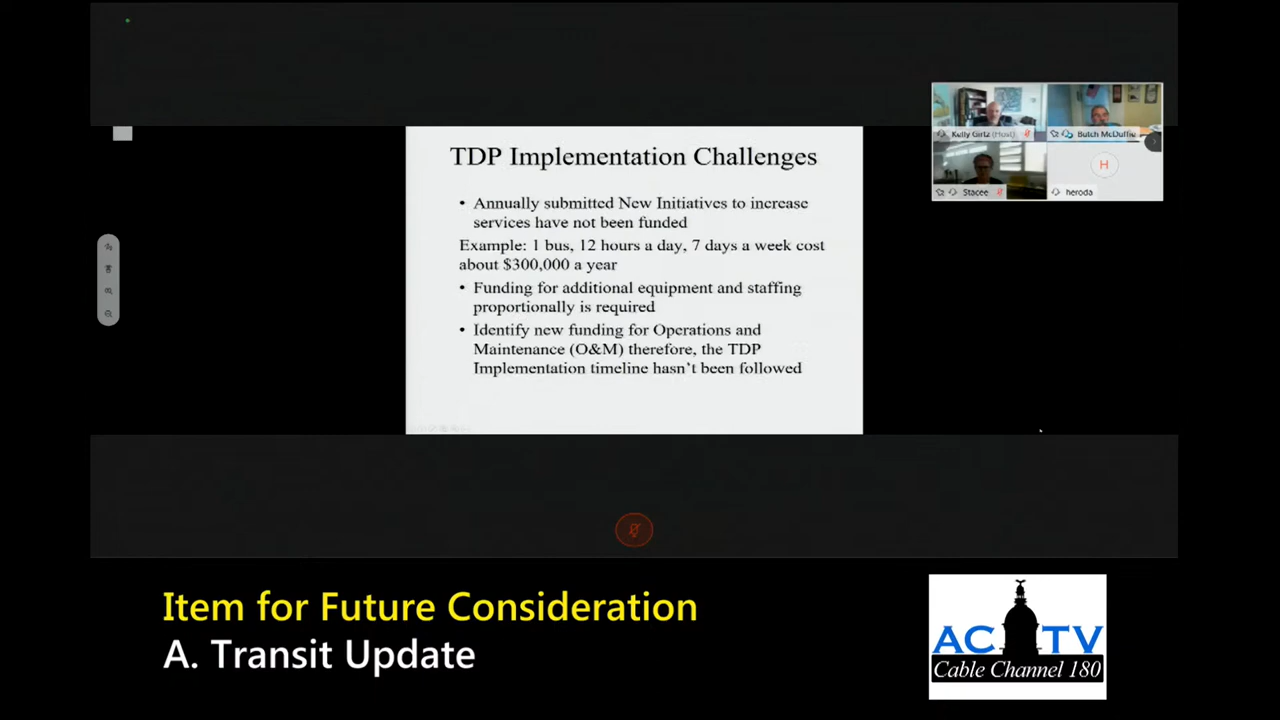 Kelly Girtz (Host)
Butch McDuffie
Stacee
H
heroda
TDP Implementation Challenges
• Annually submitted New Initiatives to increase
services have not been funded
Example: 1 bus, 12 hours a day, 7 days a week cost
about $300,000 a year
• Funding for additional equipment and staffing
proportionally is required
• Identify new funding for Operations and
Maintenance (O&M) therefore, the TDP
Implementation timeline hasn't been followed
Item for Future Consideration
A. Transit Update
AC TV
Cable Channel 180